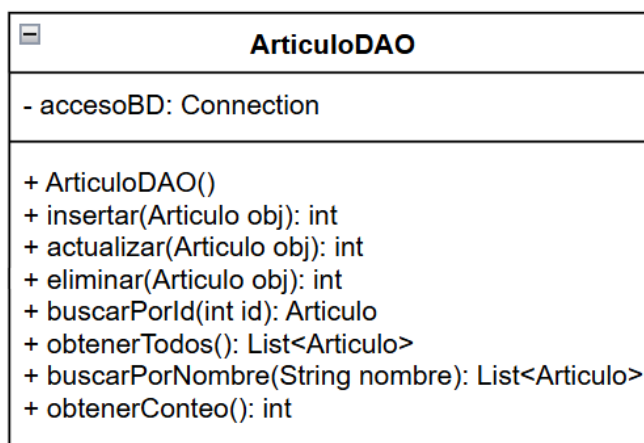 ArticuloDAO
- accesoBD: Connection
+ ArticuloDAO()
+ insertar(Articulo obj): int
+ actualizar(Articulo obj): int
+ eliminar(Articulo obj): int
+ buscarPorId(int id): Articulo
+ obtenerTodos(): List<Articulo>
+ buscarPorNombre(String nombre): List<Articulo>
+ obtenerConteo(): int